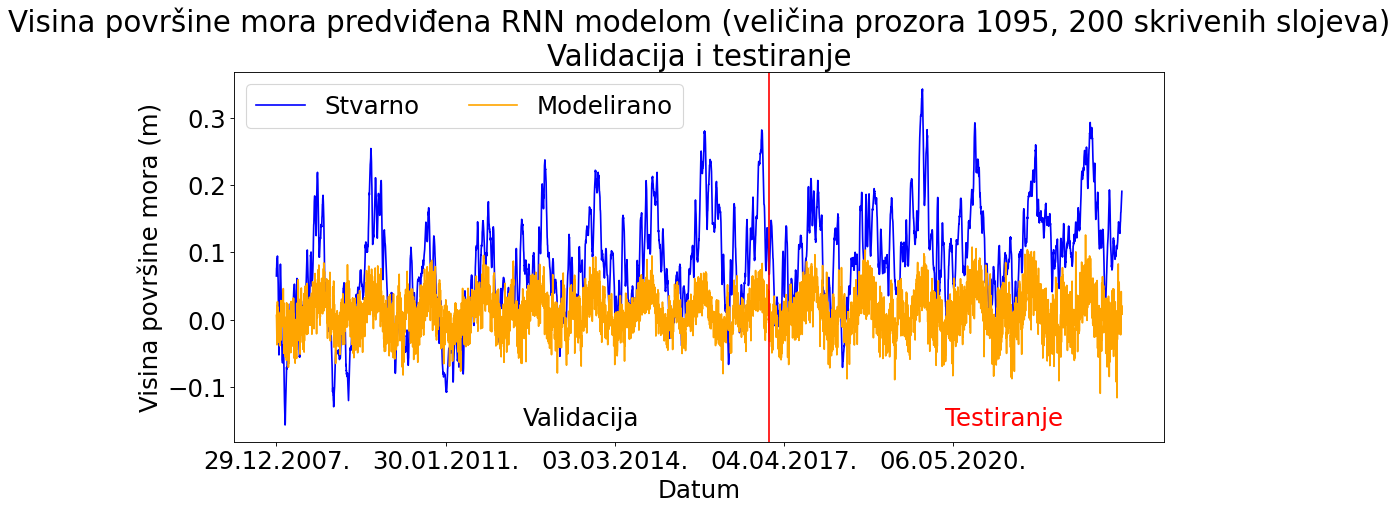 Visina površine mora predviđena RNN modelom (veličina prozora 1095, 200 skrivenih slojeva)
Validacija i testiranje
Stvarno
Modelirano
Visina površine mora (m)
0.3
0.2
0.1
0.0
−0.1
Validacija
Testiranje
29.12.2007.
30.01.2011.
03.03.2014.
04.04.2017.
06.05.2020.
Datum